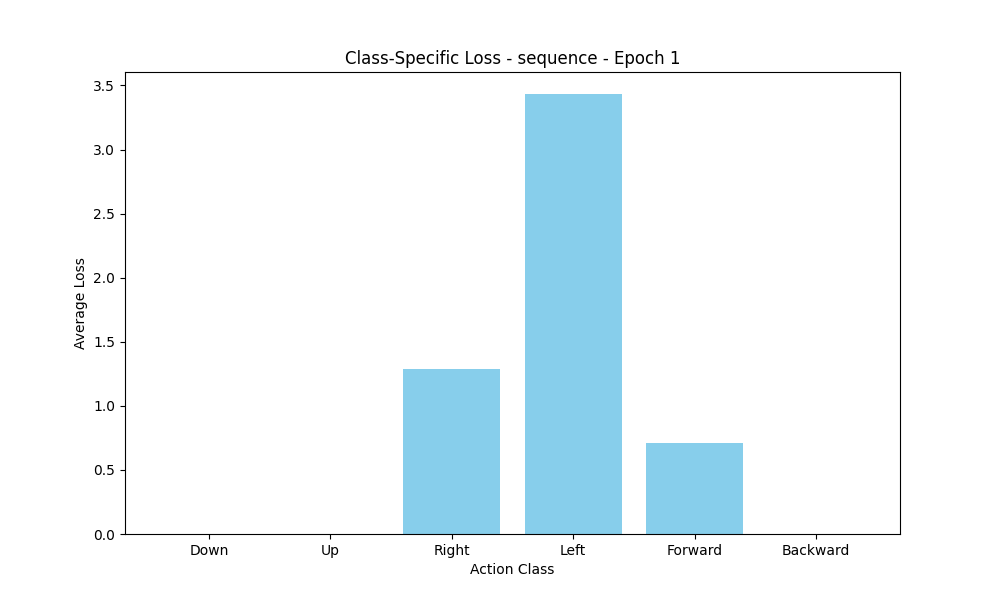 Class-Specific Loss - sequence - Epoch 1
3.5
3.0
2.5
2.0
1.5
1.0
0.5
0.0
Average Loss
Down Up Right Left Forward Backward
Action Class